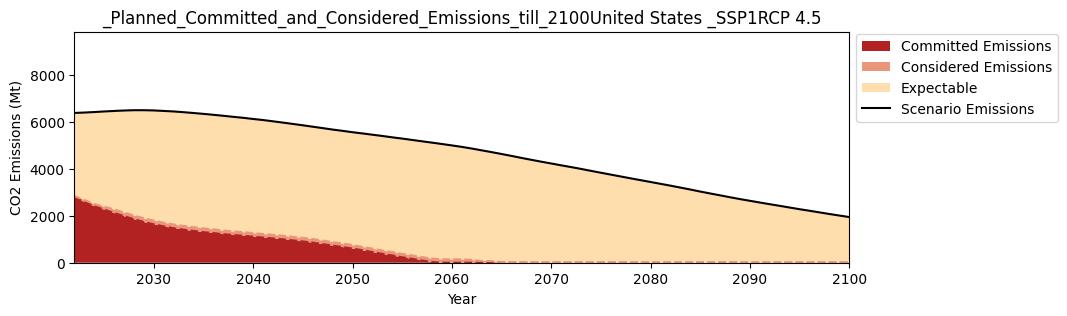 _Planned_Committed_and_Considered_Emissions_till_2100United States _SSP1RCP 4.5
Committed Emissions
Considered Emissions
Expectable
Scenario Emissions
CO2 Emissions (Mt)
8000
6000
4000
2000
0
2030 2040 2050 2060 2070 2080 2090 2100
Year